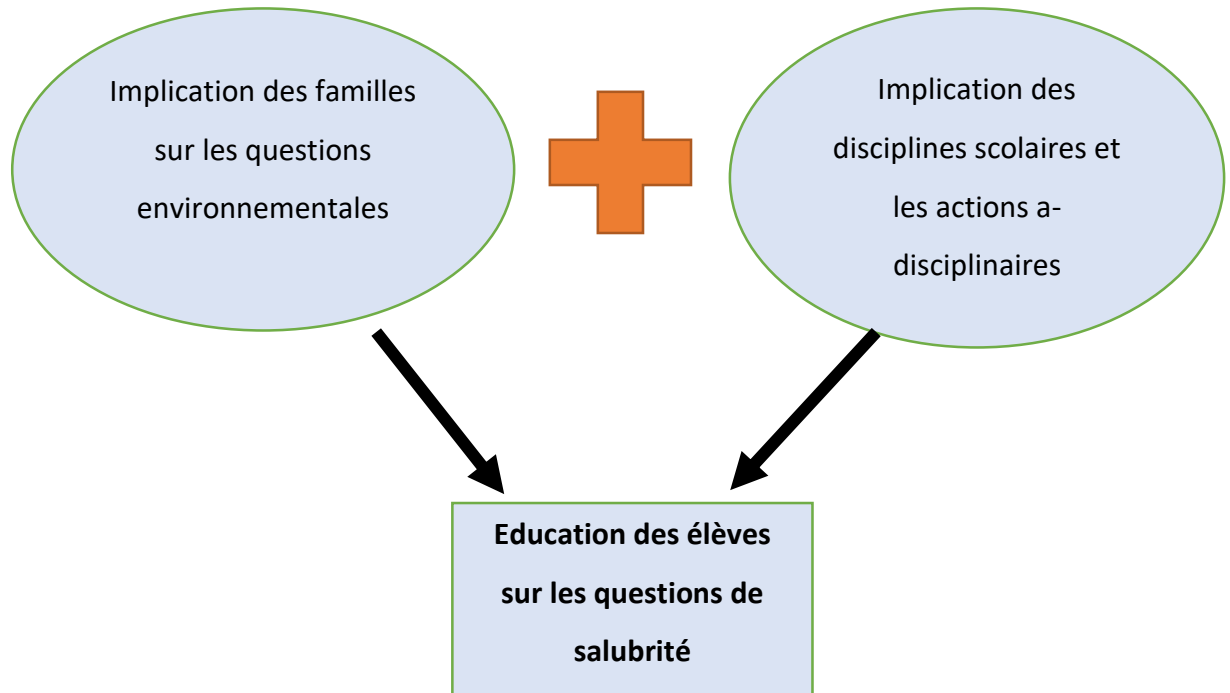 Implication des familles
sur les questions
environnementales
Implication des
disciplines scolaires et
les actions a-
disciplinaires
Education des élèves
sur les questions de
salubrité